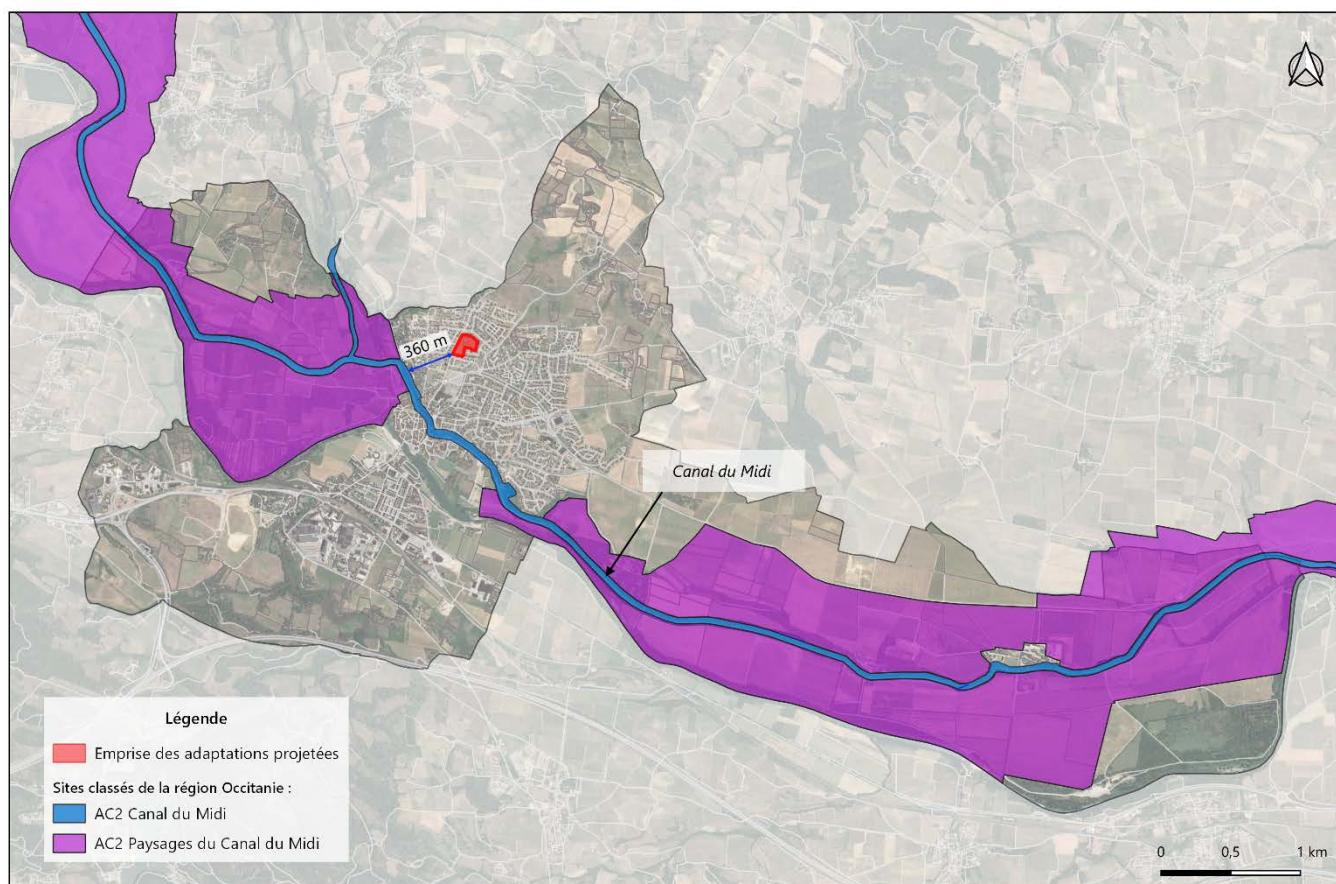 N
360 m
Canal du Midi
Légende
Emprise des adaptations projetées
Sites classés de la région Occitanie :
AC2 Canal du Midi
AC2 Paysages du Canal du Midi
0 0,5 1 km